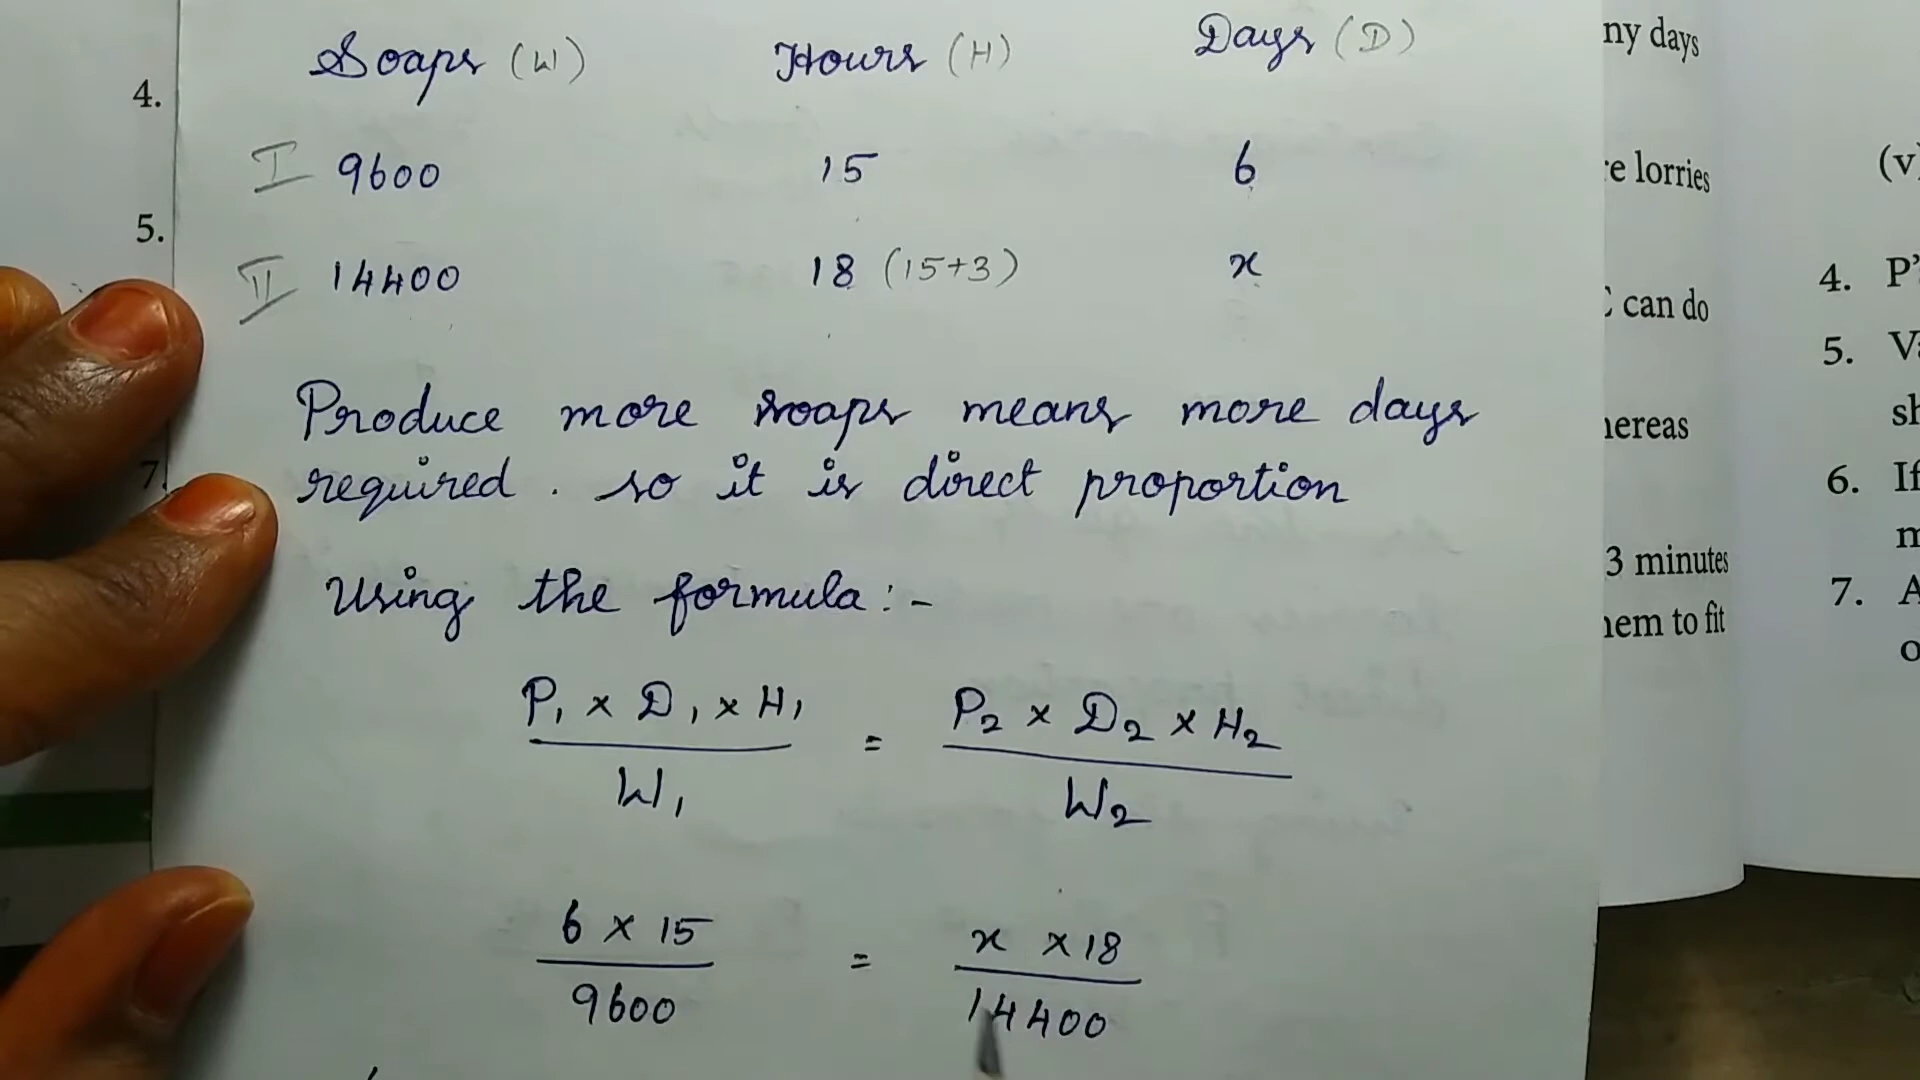 Soaps (W) Hours (H) Days (D)
I 9600 15 6
II 14400 18 (15+3) x
Produce more soaps means more days
required . so it is direct proportion
Using the formula :-
P₁ × D₁ × H₁ = P₂ × D₂ × H₂
W₁ W₂
6 × 15 = x × 18
9600 14400
4.
5.
7.
ny days
e lorries
can do
hereas
3 minutes
hem to fit
(v)
4. P'
5. Va
sh
6. If
m
7. A
o